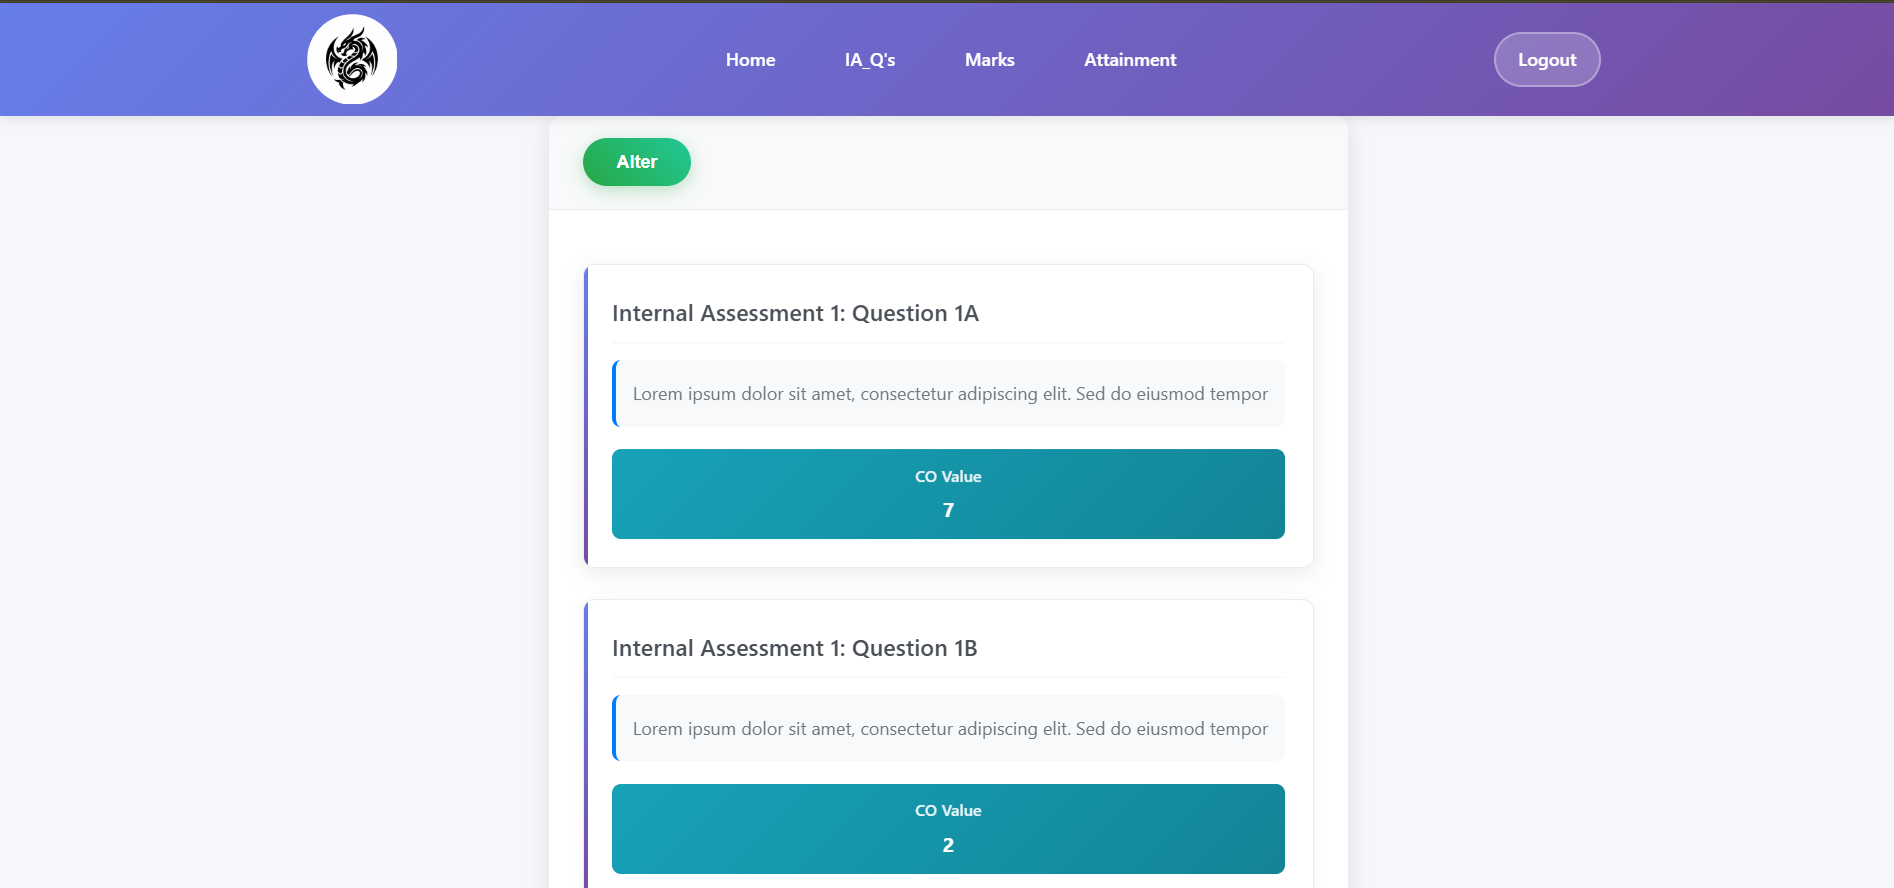 Home IA_Q's Marks Attainment Logout
Alter
Internal Assessment 1: Question 1A
Lorem ipsum dolor sit amet, consectetur adipiscing elit. Sed do eiusmod tempor
CO Value
7
Internal Assessment 1: Question 1B
Lorem ipsum dolor sit amet, consectetur adipiscing elit. Sed do eiusmod tempor
CO Value
2